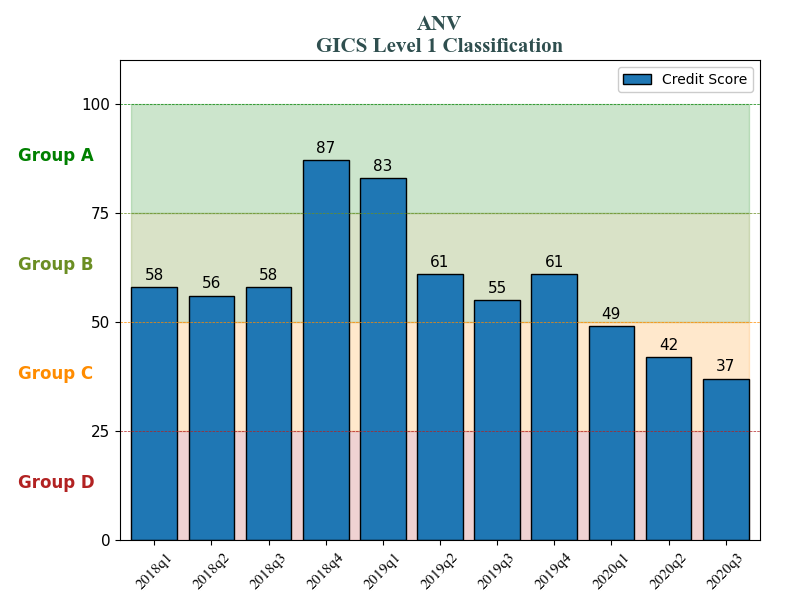 ANV
GICS Level 1 Classification
Credit Score
100
Group A
87
83
75
Group B
58
56
58
61
55
61
50
49
42
37
Group C
25
Group D
0
2018q1
2018q2
2018q3
2018q4
2019q1
2019q2
2019q3
2019q4
2020q1
2020q2
2020q3